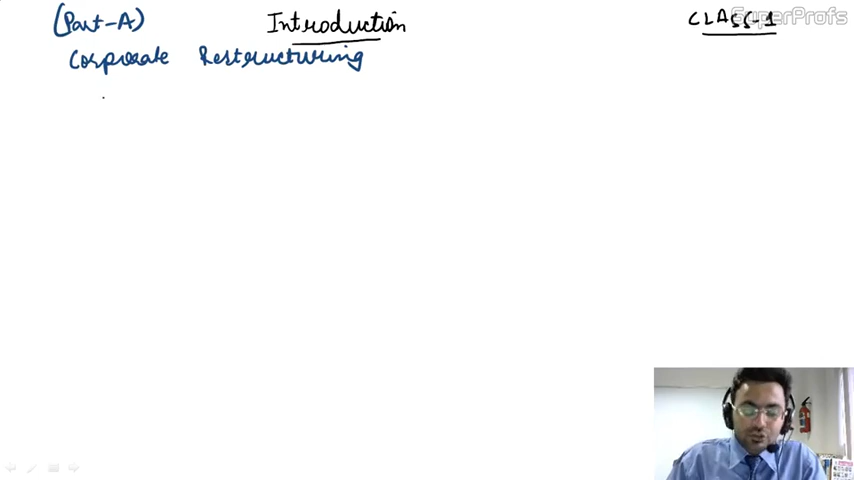 (Part-A) Introduction CLASS-1
SuperProfs
Corporate Restructuring